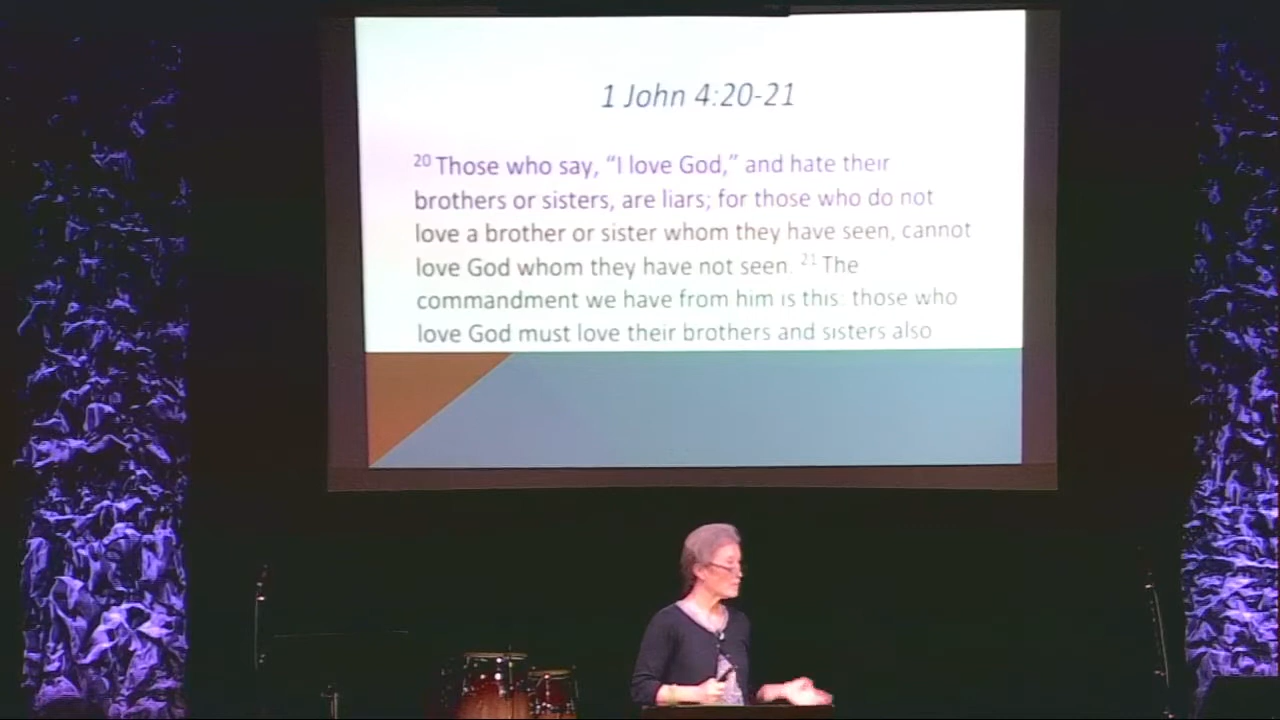 1 John 4:20-21
20 Those who say, “I love God,” and hate their
brothers or sisters, are liars; for those who do not
love a brother or sister whom they have seen, cannot
love God whom they have not seen. 21 The
commandment we have from him is this: those who
love God must love their brothers and sisters also